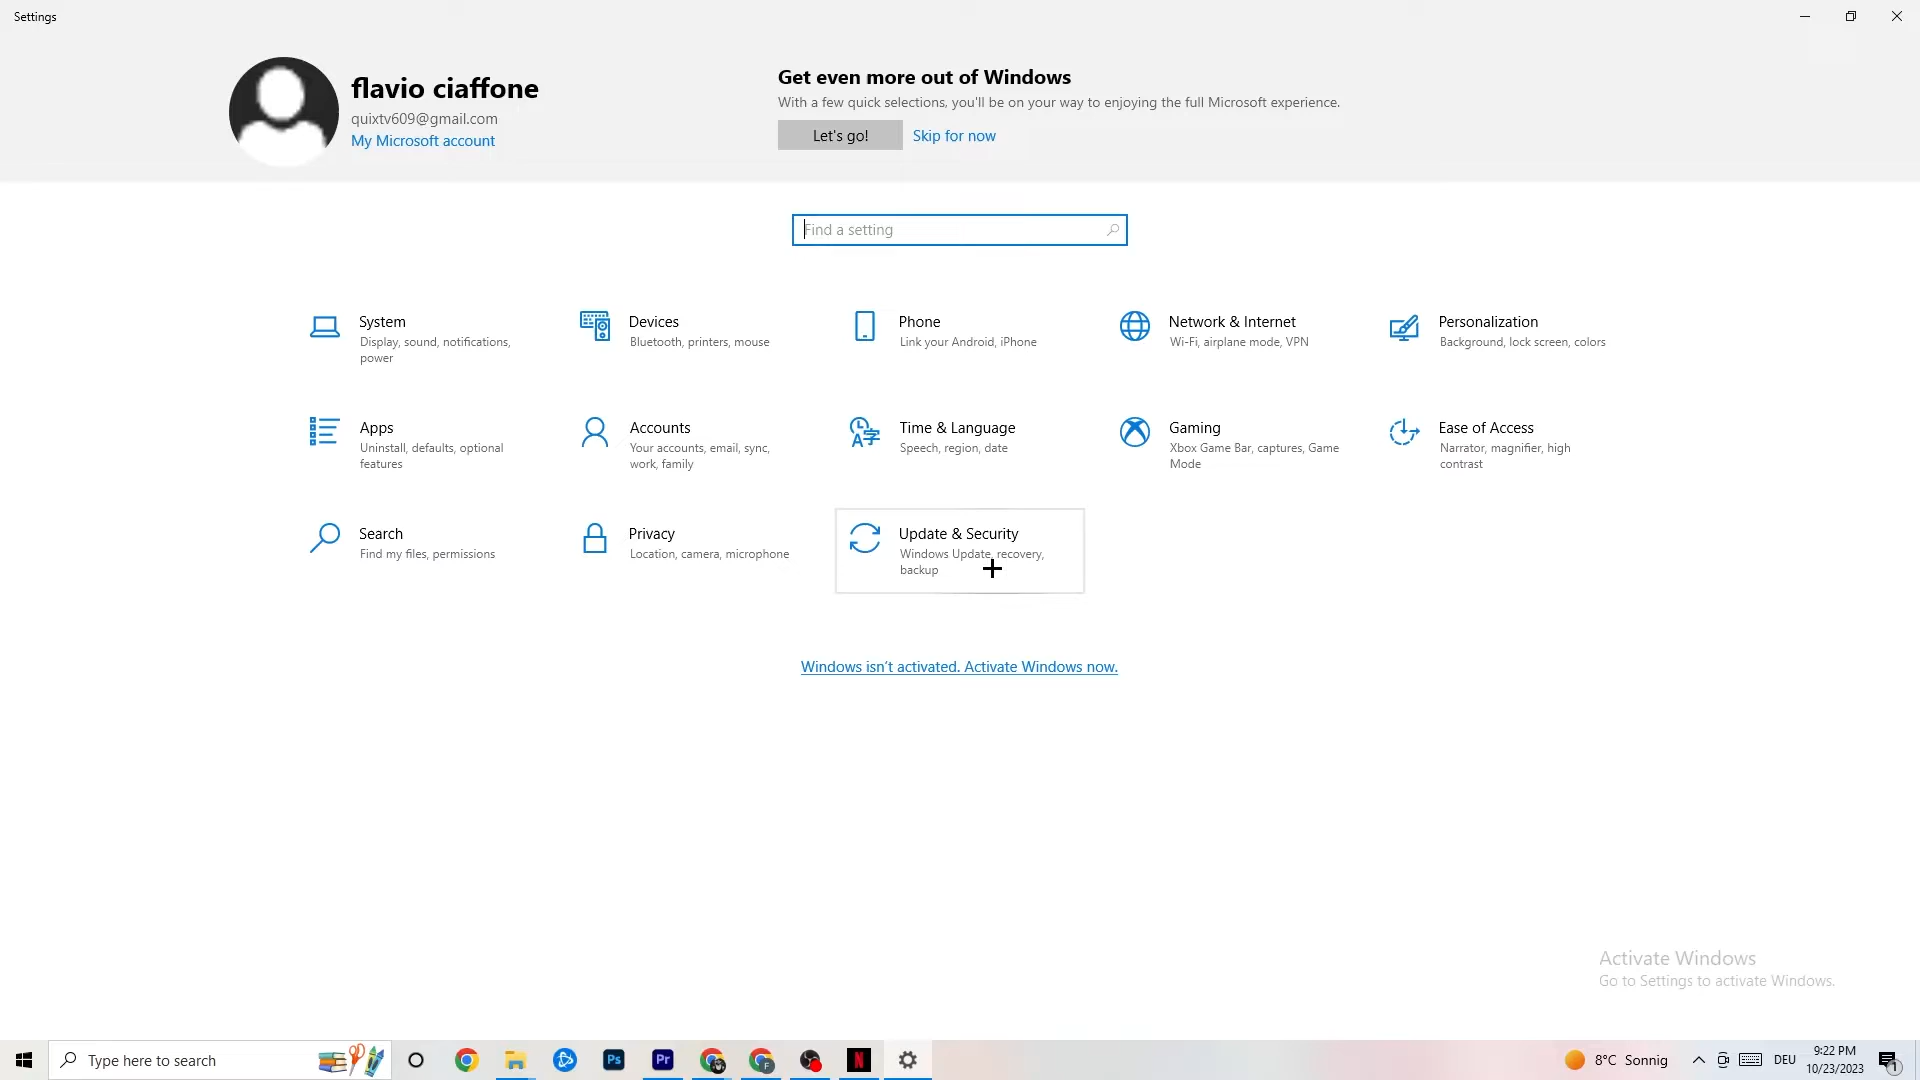 Settings
flavio ciaffone
quixtv609@gmail.com
My Microsoft account
Get even more out of Windows
With a few quick selections, you'll be on your way to enjoying the full Microsoft experience.
Let's go!
Skip for now
Find a setting
System
Display, sound, notifications,
power
Devices
Bluetooth, printers, mouse
Phone
Link your Android, iPhone
Network & Internet
Wi-Fi, airplane mode, VPN
Personalization
Background, lock screen, colors
Apps
Uninstall, defaults, optional
features
Accounts
Your accounts, email, sync,
work, family
Time & Language
Speech, region, date
Gaming
Xbox Game Bar, captures, Game
Mode
Ease of Access
Narrator, magnifier, high
contrast
Search
Find my files, permissions
Privacy
Location, camera, microphone
Update & Security
Windows Update, recovery,
backup
Windows isn't activated. Activate Windows now.
Activate Windows
Go to Settings to activate Windows.
Type here to search
Ps
Pr
F
N
8°C Sonnig
DEU
9:22 PM
10/23/2023
1